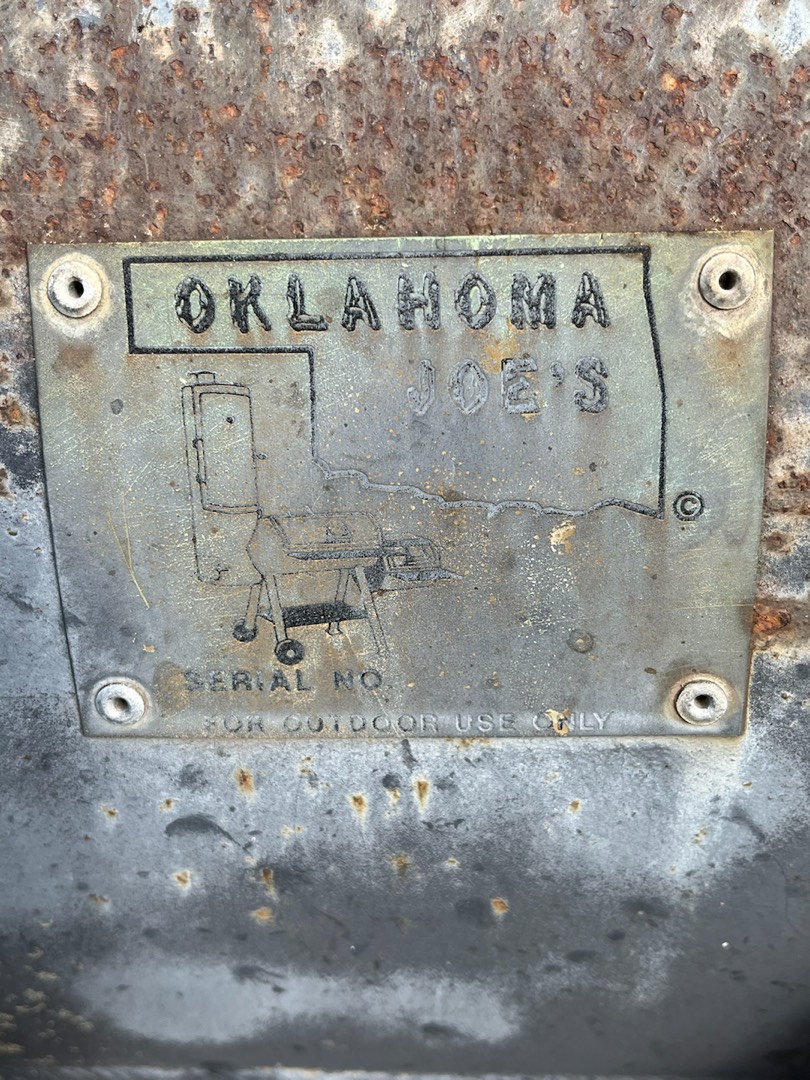 OKLAHOMA
JOE'S
©
SERIAL NO.
FOR OUTDOOR USE ONLY